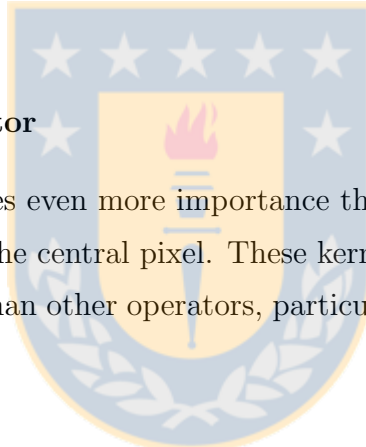 tor
es even more importance th
he central pixel. These kern
han other operators, particu